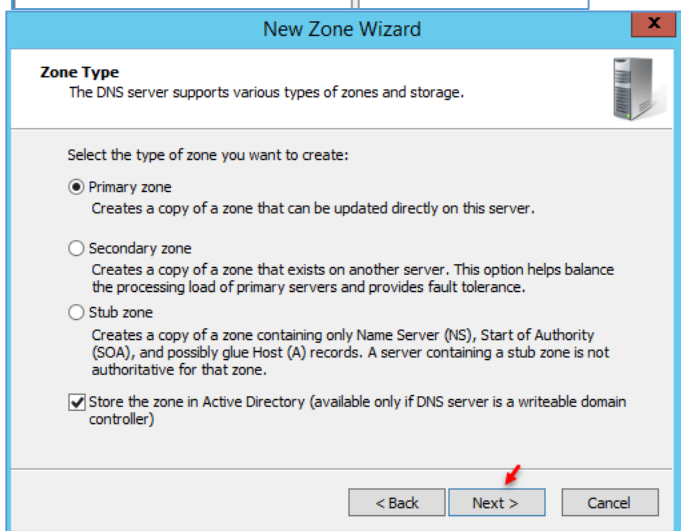 New Zone Wizard
X
Zone Type
The DNS server supports various types of zones and storage.
Select the type of zone you want to create:
Primary zone
Creates a copy of a zone that can be updated directly on this server.
Secondary zone
Creates a copy of a zone that exists on another server. This option helps balance
the processing load of primary servers and provides fault tolerance.
Stub zone
Creates a copy of a zone containing only Name Server (NS), Start of Authority
(SOA), and possibly glue Host (A) records. A server containing a stub zone is not
authoritative for that zone.
Store the zone in Active Directory (available only if DNS server is a writeable domain
controller)
< Back
Next >
Cancel